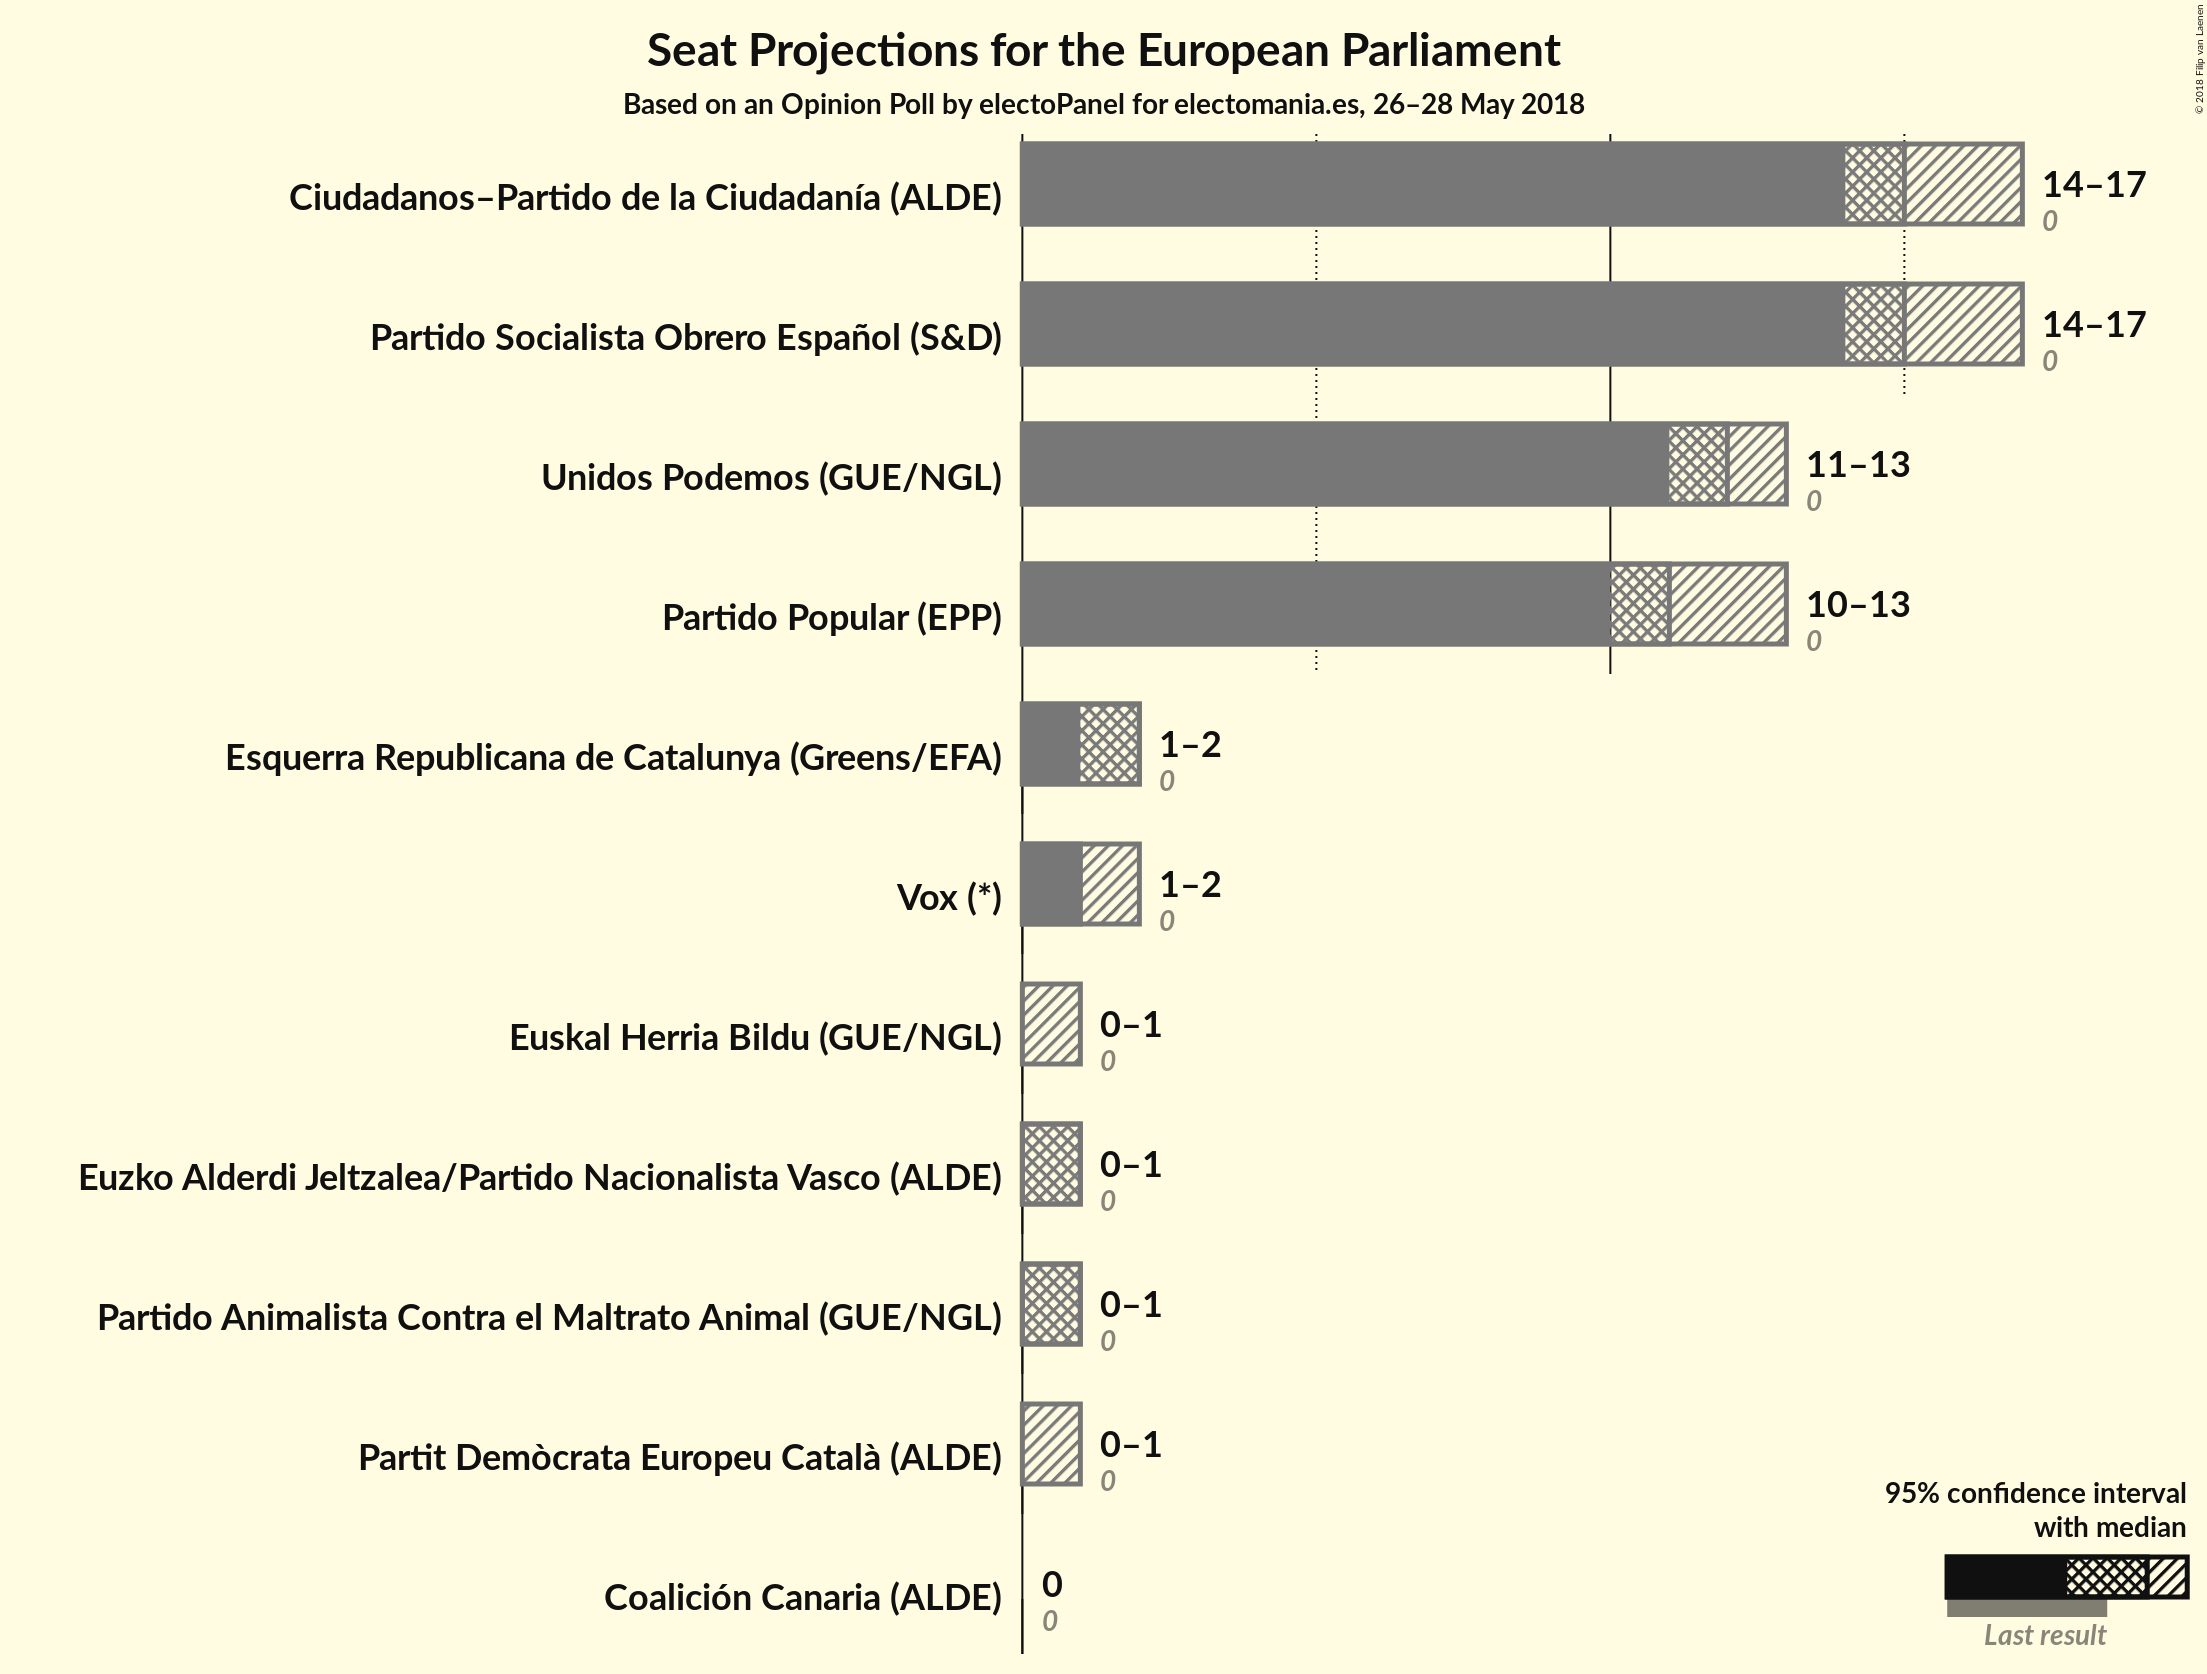 Seat Projections for the European Parliament
Based on an Opinion Poll by electoPanel for electomania.es, 26–28 May 2018
© 2018 Filip van Laenen
Ciudadanos–Partido de la Ciudadanía (ALDE)
14–17
0
Partido Socialista Obrero Español (S&D)
14–17
0
Unidos Podemos (GUE/NGL)
11–13
0
Partido Popular (EPP)
10–13
0
Esquerra Republicana de Catalunya (Greens/EFA)
1–2
0
Vox (*)
1–2
0
Euskal Herria Bildu (GUE/NGL)
0–1
0
Euzko Alderdi Jeltzalea/Partido Nacionalista Vasco (ALDE)
0–1
0
Partido Animalista Contra el Maltrato Animal (GUE/NGL)
0–1
0
Partit Demòcrata Europeu Català (ALDE)
0–1
0
Coalición Canaria (ALDE)
0
0
95% confidence interval
with median
Last result